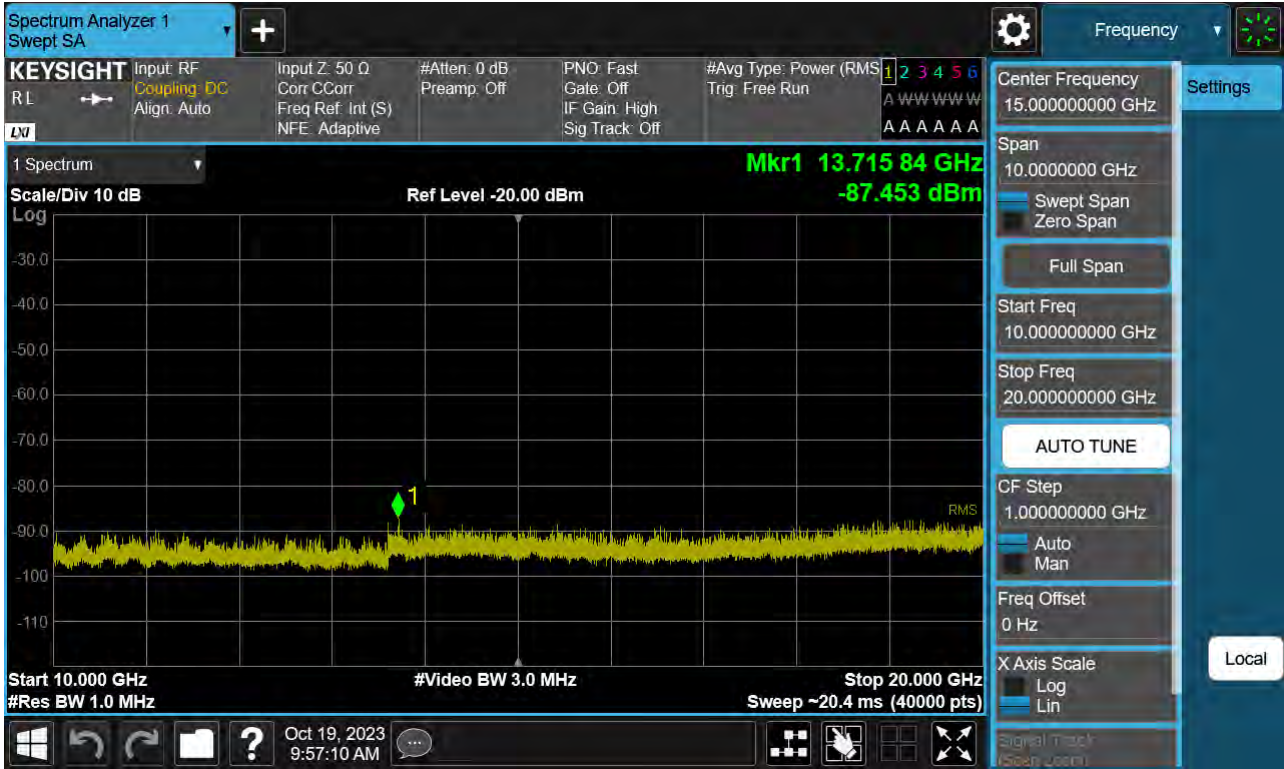 Spectrum Analyzer 1
Swept SA
+
Frequency
KEYSIGHT
R L
LXI
Input: RF
Coupling: DC
Align: Auto
Input Z: 50 Ω
Corr CCorr
Freq Ref: Int (S)
NFE: Adaptive
#Atten: 0 dB
Preamp: Off
PNO: Fast
Gate: Off
IF Gain: High
Sig Track: Off
#Avg Type: Power (RMS
Trig: Free Run
1 2 3 4 5 6
A W W W W W
A A A A A A
1 Spectrum
Scale/Div 10 dB
Ref Level -20.00 dBm
Mkr1 13.715 84 GHz
-87.453 dBm
Log
-30.0
-40.0
-50.0
-60.0
-70.0
-80.0
-90.0
-100
-110
1
RMS
Start 10.000 GHz
#Video BW 3.0 MHz
Stop 20.000 GHz
#Res BW 1.0 MHz
Sweep ~20.4 ms (40000 pts)
Center Frequency
15.000000000 GHz
Settings
Span
10.0000000 GHz
Swept Span
Zero Span
Full Span
Start Freq
10.000000000 GHz
Stop Freq
20.000000000 GHz
AUTO TUNE
CF Step
1.000000000 GHz
Auto
Man
Freq Offset
0 Hz
X Axis Scale
Log
Lin
Local
Signal Track
(Span Zoom)
?
Oct 19, 2023
9:57:10 AM